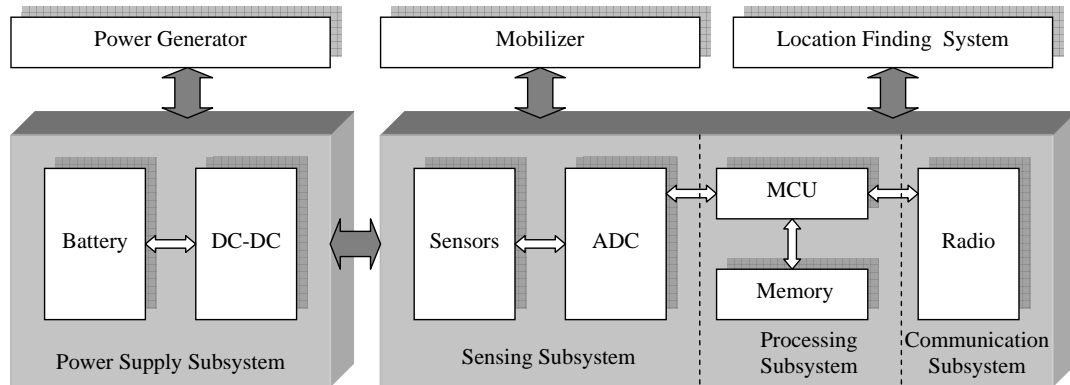 Power Generator
Mobilizer
Location Finding System
Battery
DC-DC
Sensors
ADC
MCU
Memory
Radio
Power Supply Subsystem
Sensing Subsystem
Processing
Subsystem
Communication
Subsystem